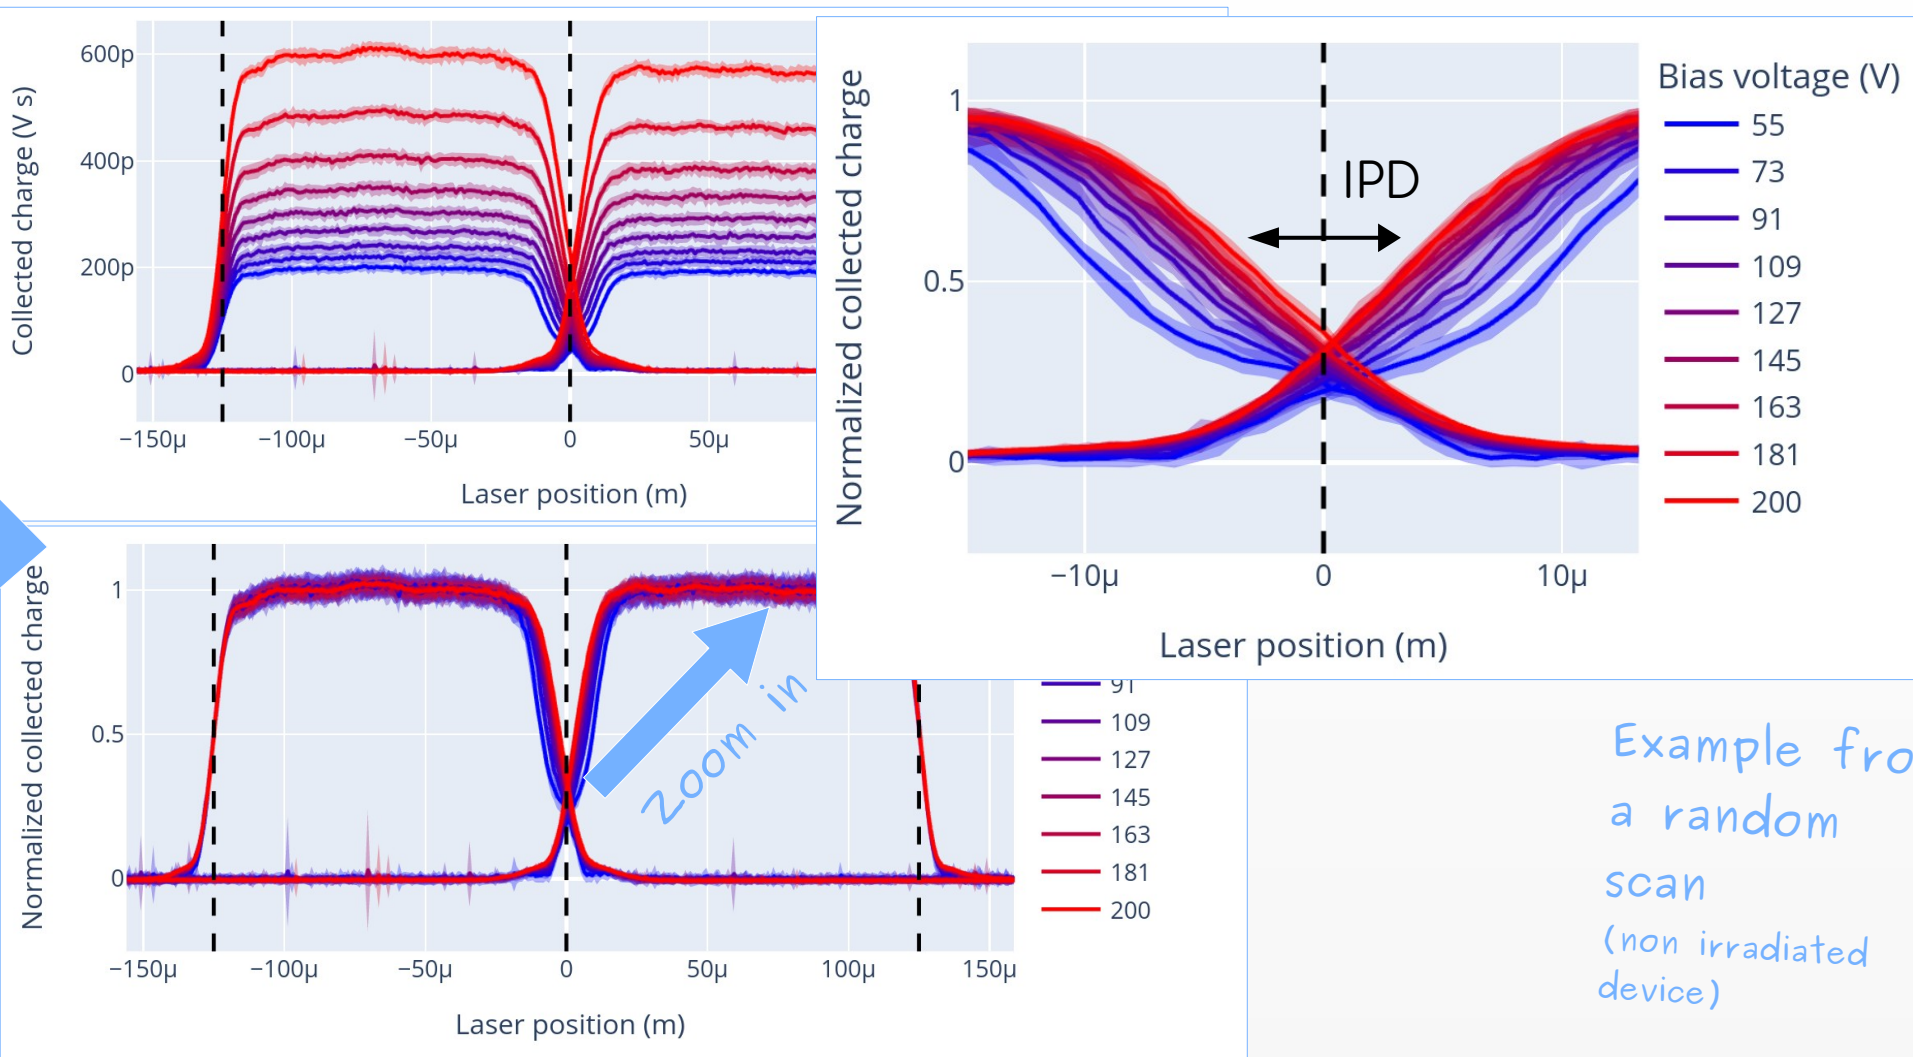 600p
400p
200p
0
Collected charge (V s)
−150μ
−100μ
−50μ
0
50μ
Laser position (m)
Normalized collected charge
1
0.5
0
IPD
−10μ
0
10μ
Laser position (m)
Bias voltage (V)
55
73
91
109
127
145
163
181
200
Normalized collected charge
1
0.5
0
zoom in
−150μ
−100μ
−50μ
0
50μ
100μ
150μ
Laser position (m)
91
109
127
145
163
181
200
Example fro
a random
scan
(non irradiated
device)